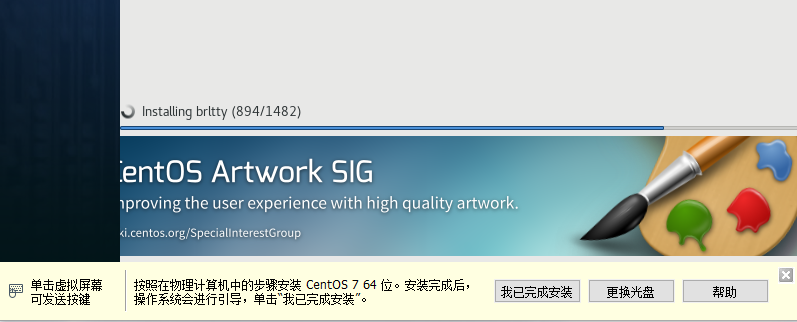 Installing brltty (894/1482)
CentOS Artwork SIG
mproving the user experience with high quality artwork.
ki.centos.org/SpecialInterestGroup
单击虚拟屏幕
可发送按键
按照在物理计算机中的步骤安装 CentOS 7 64 位。安装完成后，
操作系统会进行引导，单击“我已完成安装”。
我已完成安装
更换光盘
帮助